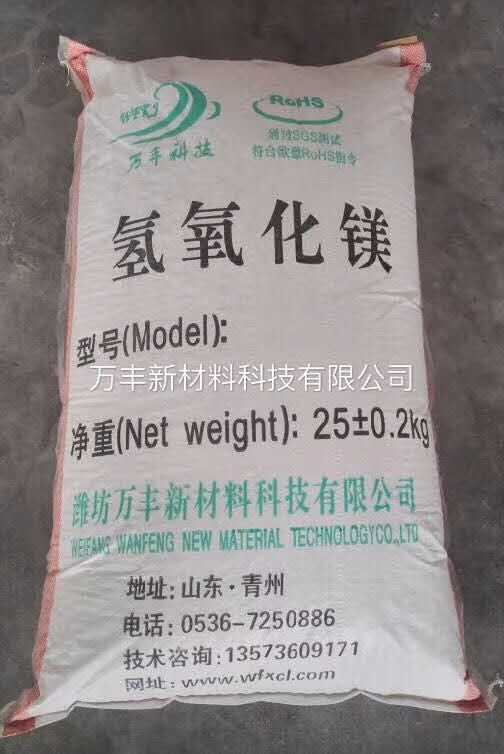 WFXJ
万丰科技
RoHS
通过SGS测试
符合欧盟RoHS指令
氢氧化镁
型号(Model):
万丰新材料科技有限公司
净重(Net weight): 25±0.2kg
潍坊万丰新材料科技有限公司
WEIFANG WANFENG NEW MATERIAL TECHNOLOGYCO.,LTD
地址:山东·青州
电话: 0536-7250886
技术咨询:13573609171
网址: www.wfxcl.com